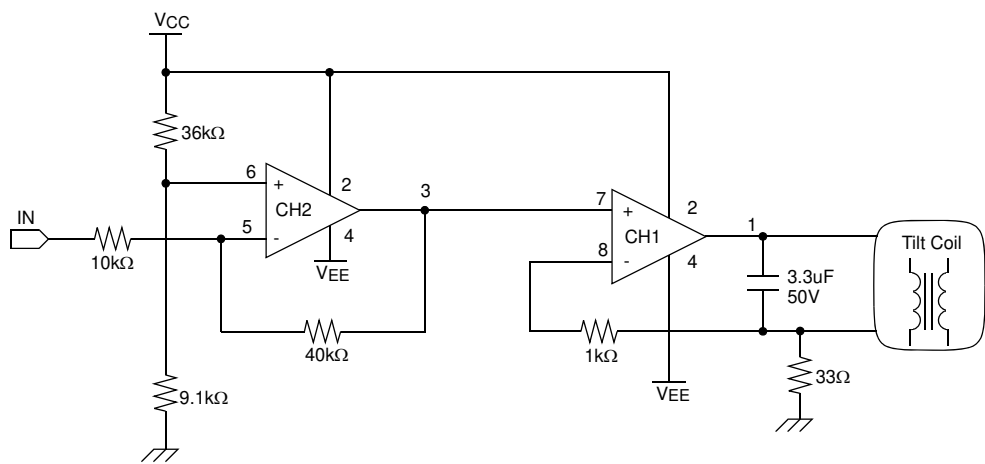 VCC
36kΩ
6
+
2
3
7
+
2
IN
CH2
CH1
1
5
-
4
8
-
4
Tilt Coil
10kΩ
VEE
3.3uF
50V
40kΩ
1kΩ
9.1kΩ
VEE
33Ω